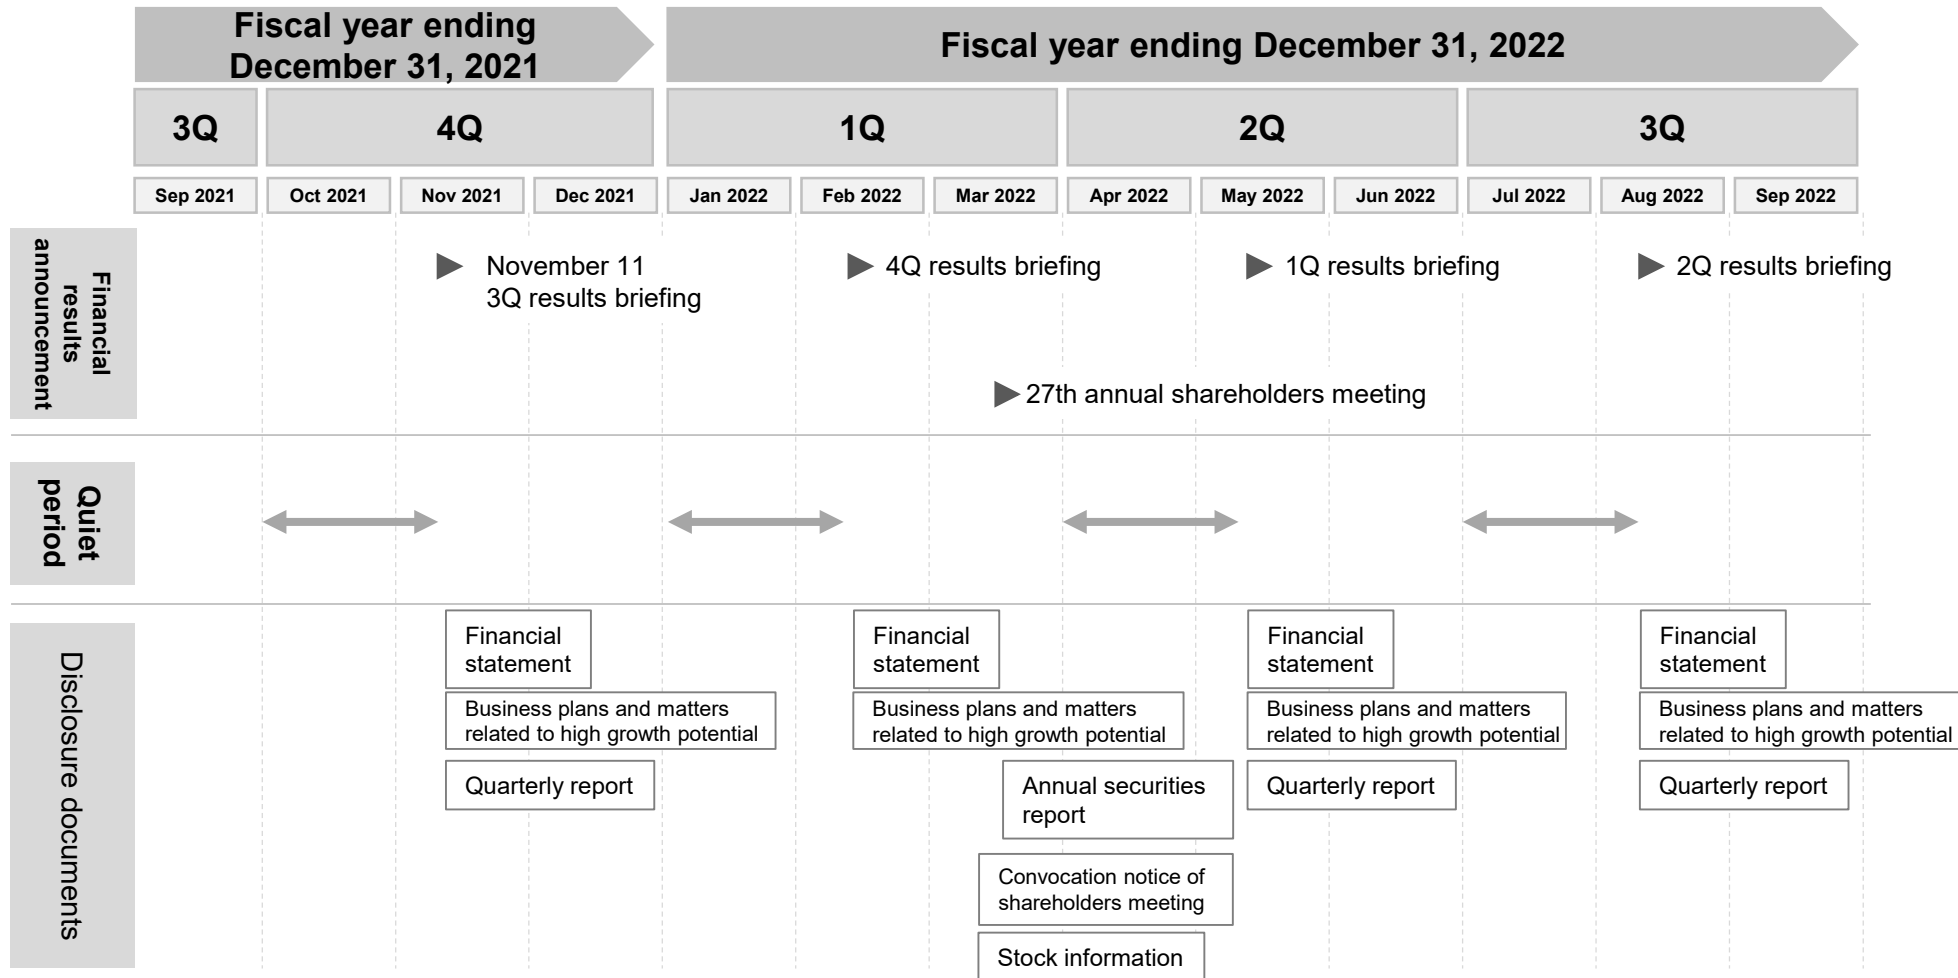 Fiscal year ending
December 31, 2021
Fiscal year ending December 31, 2022
3Q
4Q
1Q
2Q
3Q
Sep 2021
Oct 2021
Nov 2021
Dec 2021
Jan 2022
Feb 2022
Mar 2022
Apr 2022
May 2022
Jun 2022
Jul 2022
Aug 2022
Sep 2022
Financial
results
announcement
November 11
3Q results briefing
4Q results briefing
1Q results briefing
2Q results briefing
27th annual shareholders meeting
Quiet
period
Disclosure documents
Financial
statement
Financial
statement
Financial
statement
Financial
statement
Business plans and matters
related to high growth potential
Business plans and matters
related to high growth potential
Business plans and matters
related to high growth potential
Business plans and matters
related to high growth potential
Quarterly report
Annual securities
report
Quarterly report
Quarterly report
Convocation notice of
shareholders meeting
Stock information